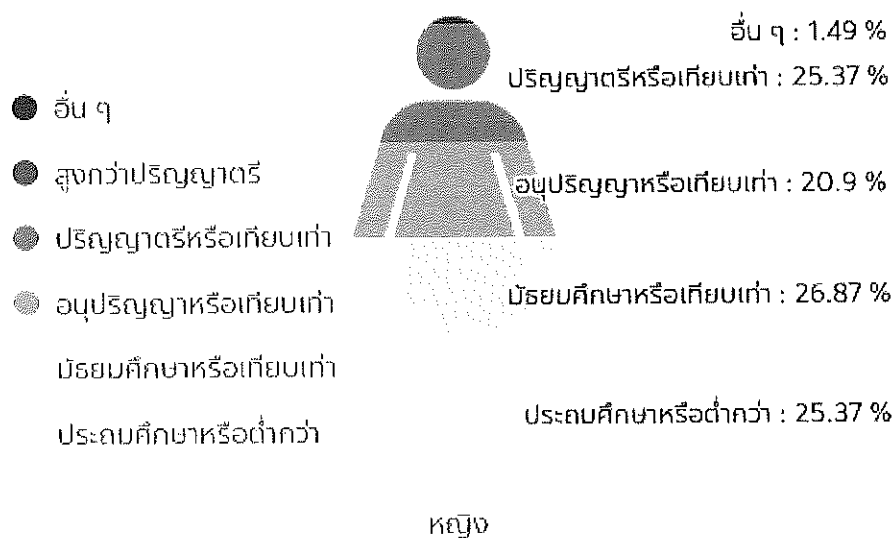 อื่น ๆ : 1.49 %
ปริญญาตรีหรือเทียบเท่า : 25.37 %
อนุปริญญาหรือเทียบเท่า : 20.9 %
มัธยมศึกษาหรือเทียบเท่า : 26.87 %
ประถมศึกษาหรือต่ำกว่า : 25.37 %
อื่น ๆ
สูงกว่าปริญญาตรี
ปริญญาตรีหรือเทียบเท่า
อนุปริญญาหรือเทียบเท่า
มัธยมศึกษาหรือเทียบเท่า
ประถมศึกษาหรือต่ำกว่า
หญิง